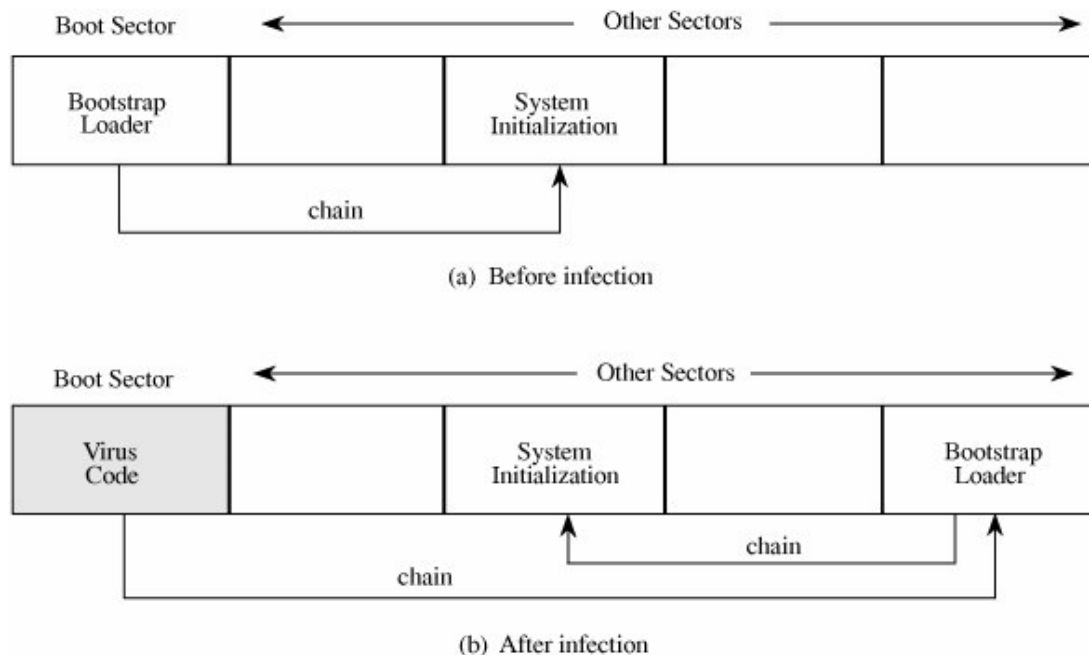 Boot Sector
Other Sectors
Bootstrap
Loader
System
Initialization
chain
(a) Before infection
Boot Sector
Other Sectors
Virus
Code
System
Initialization
Bootstrap
Loader
chain
chain
(b) After infection